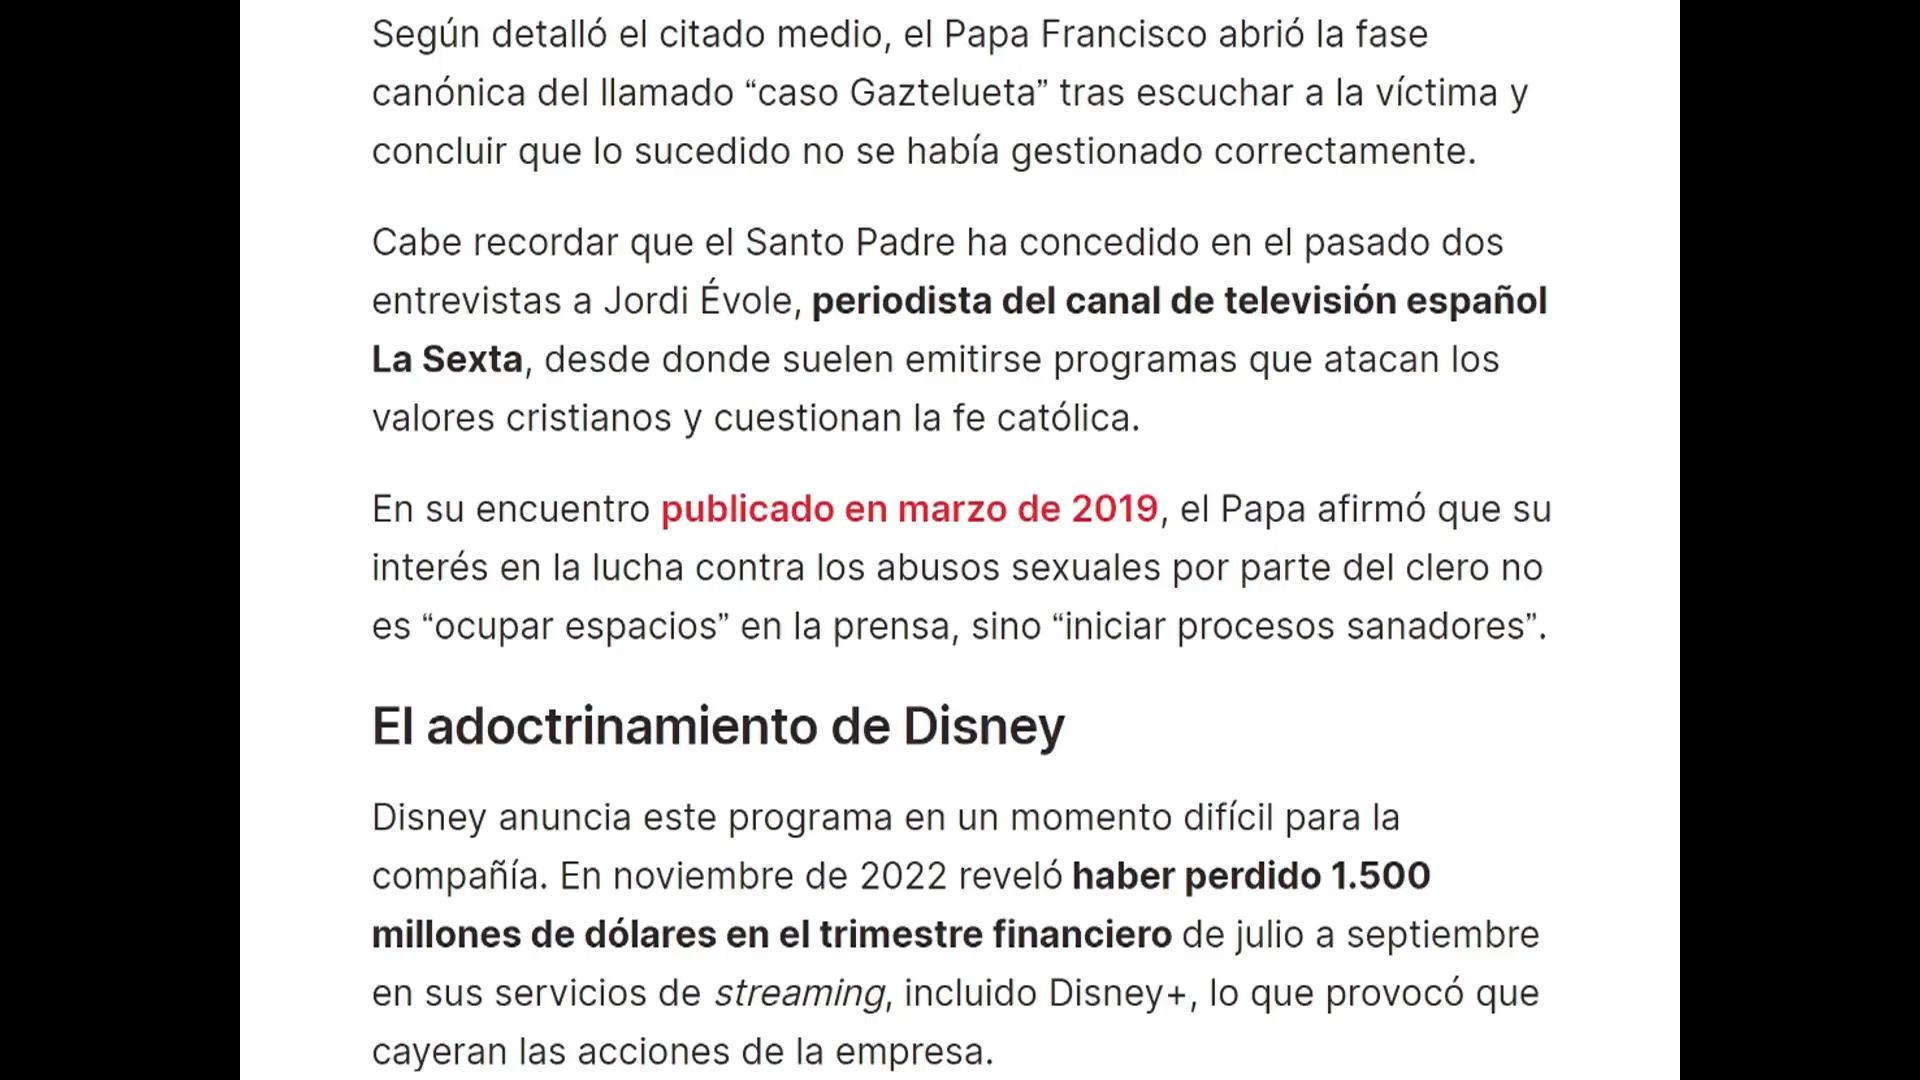 Según detalló el citado medio, el Papa Francisco abrió la fase
canónica del llamado “caso Gaztelueta” tras escuchar a la víctima y
concluir que lo sucedido no se había gestionado correctamente.
Cabe recordar que el Santo Padre ha concedido en el pasado dos
entrevistas a Jordi Évole, periodista del canal de televisión español
La Sexta, desde donde suelen emitirse programas que atacan los
valores cristianos y cuestionan la fe católica.
En su encuentro publicado en marzo de 2019, el Papa afirmó que su
interés en la lucha contra los abusos sexuales por parte del clero no
es “ocupar espacios” en la prensa, sino “iniciar procesos sanadores”.
El adoctrinamiento de Disney
Disney anuncia este programa en un momento difícil para la
compañía. En noviembre de 2022 reveló haber perdido 1.500
millones de dólares en el trimestre financiero de julio a septiembre
en sus servicios de streaming, incluido Disney+, lo que provocó que
cayeran las acciones de la empresa.